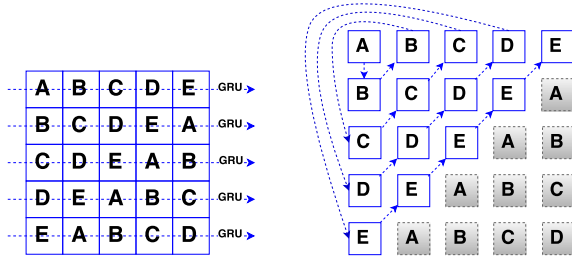 A B C D E GRU
B C D E A GRU
C D E A B GRU
D E A B C GRU
E A B C D GRU
A B C D E
B C D E A
C D E A B
D E A B C
E A B C D